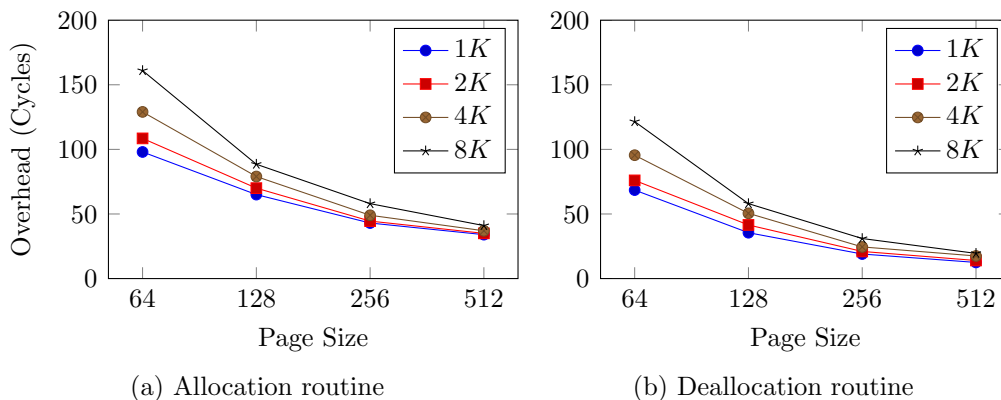 Overhead (Cycles)
200
150
100
50
0
64 128 256 512
Page Size
1K
2K
4K
8K
(a) Allocation routine
200
150
100
50
0
64 128 256 512
Page Size
1K
2K
4K
8K
(b) Deallocation routine